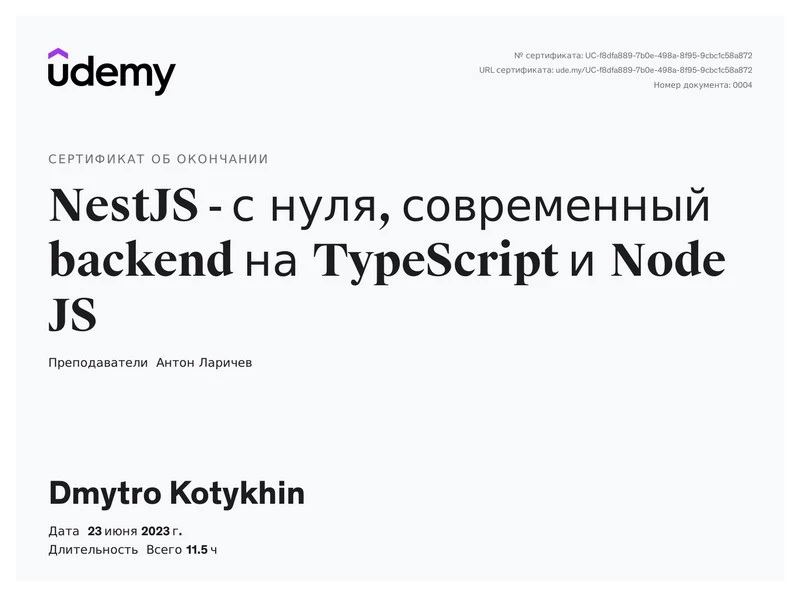 udemy
№ сертификата: UC-f8dfa889-7b0e-498a-8f95-9cbc1c58a872
URL сертификата: ude.my/UC-f8dfa889-7b0e-498a-8f95-9cbc1c58a872
Номер документа: 0004
СЕРТИФИКАТ ОБ ОКОНЧАНИИ
NestJS - с нуля, современный
backend на TypeScript и Node
JS
Преподаватели Антон Ларичев
Dmytro Kotykhin
Дата 23 июня 2023 г.
Длительность Всего 11.5 ч